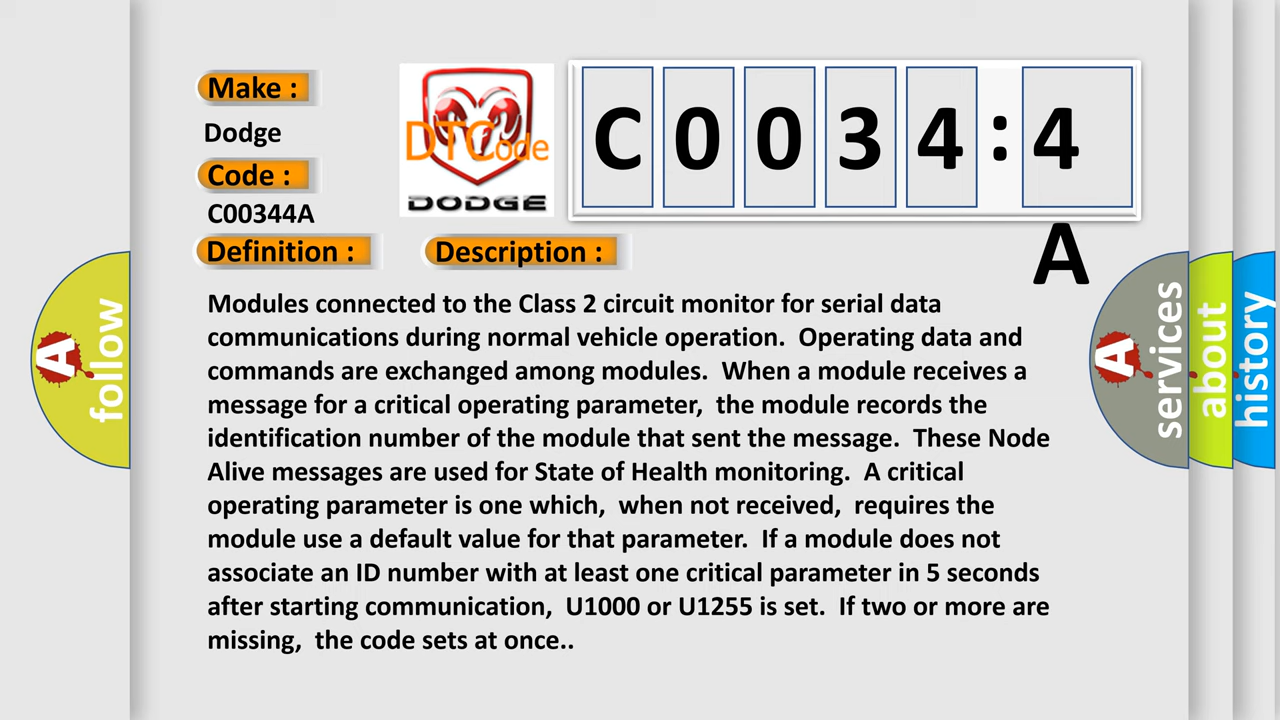 Make :
Dodge
Code :
C00344A
Definition :
Description :
DTCode
DODGE
C0034:4
A
Modules connected to the Class 2 circuit monitor for serial data
communications during normal vehicle operation. Operating data and
commands are exchanged among modules. When a module receives a
message for a critical operating parameter, the module records the
identification number of the module that sent the message. These Node
Alive messages are used for State of Health monitoring. A critical
operating parameter is one which, when not received, requires the
module use a default value for that parameter. If a module does not
associate an ID number with at least one critical parameter in 5 seconds
after starting communication, U1000 or U1255 is set. If two or more are
missing, the code sets at once..
A follow
A services
about
history